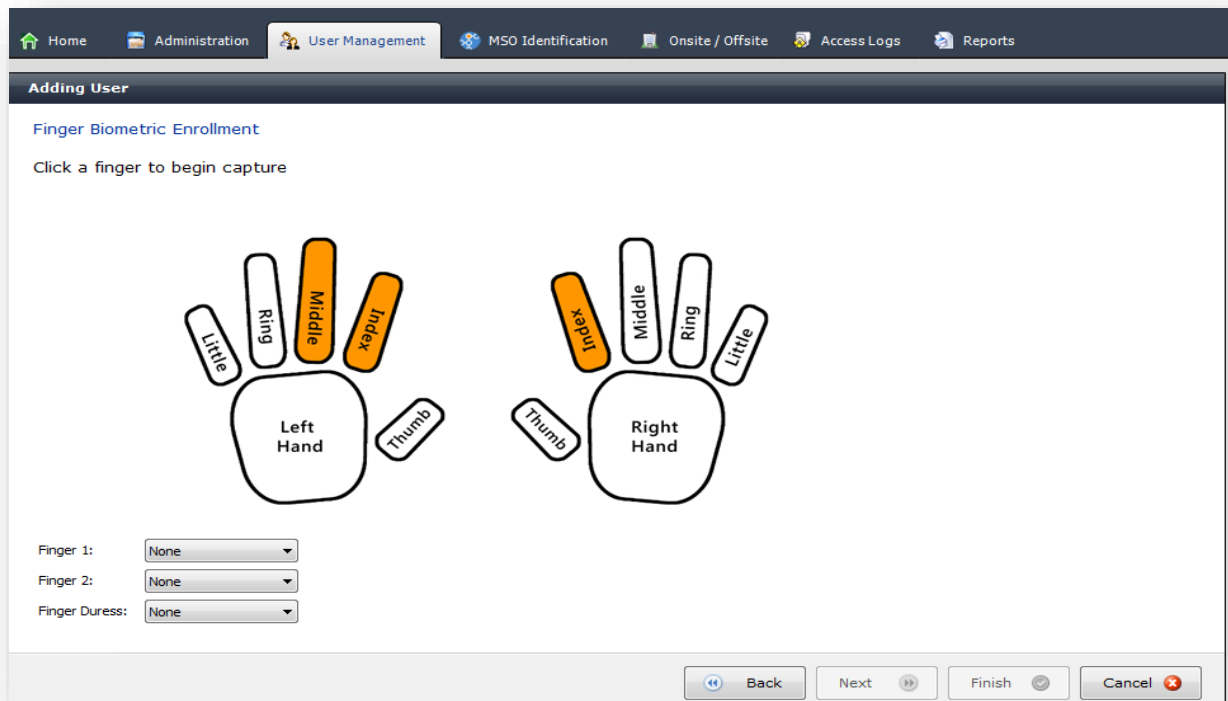 Home Administration User Management MSO Identification Onsite / Offsite Access Logs Reports
Adding User
Finger Biometric Enrollment
Click a finger to begin capture
Little Ring Middle Index Thumb
Left
Hand
Thumb Index Middle Ring Little
Right
Hand
Finger 1: None
Finger 2: None
Finger Duress: None
Back Next Finish Cancel